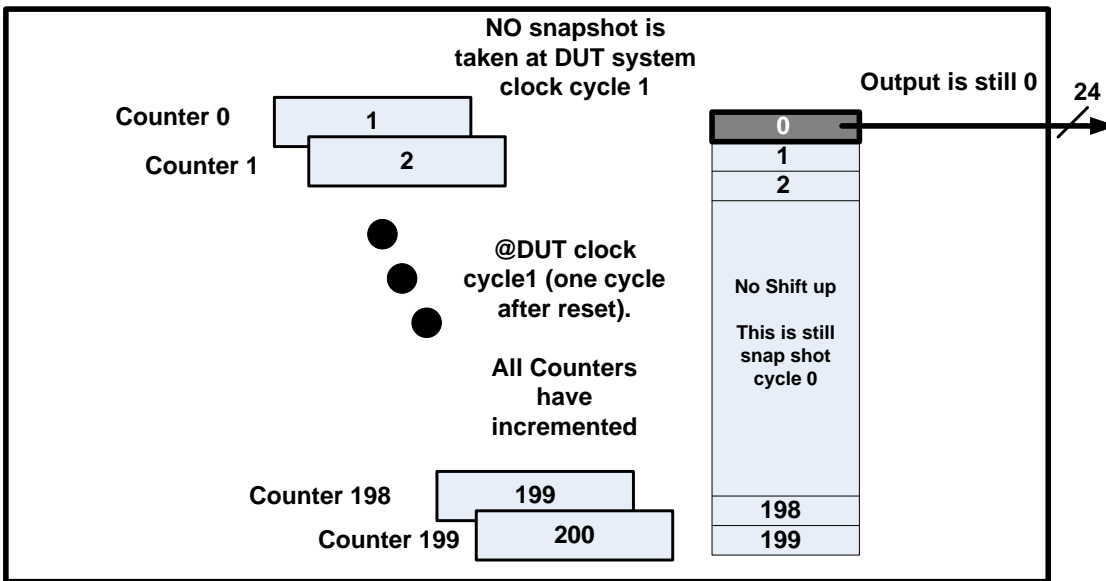 NO snapshot is
taken at DUT system
clock cycle 1
Output is still 0
24
Counter 0
1
Counter 1
2
0
1
2
@DUT clock
cycle1 (one cycle
after reset).
All Counters
have
incremented
No Shift up
This is still
snap shot
cycle 0
Counter 198
199
Counter 199
200
198
199